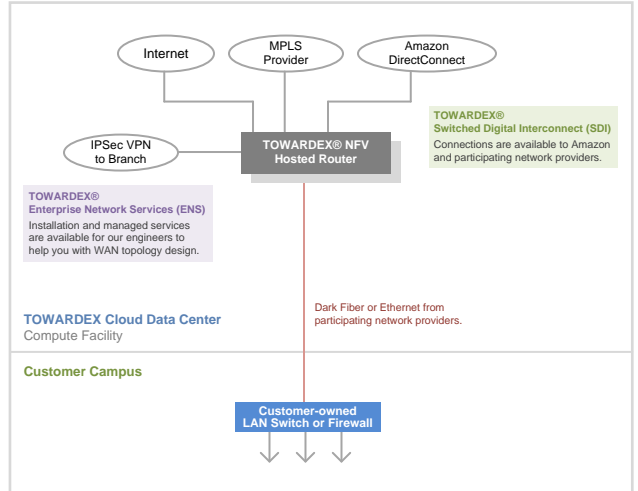 Internet
MPLS
Provider
Amazon
DirectConnect
TOWARDEX®
Switched Digital Interconnect (SDI)
Connections are available to Amazon
and participating network providers.
IPSec VPN
to Branch
TOWARDEX® NFV
Hosted Router
TOWARDEX®
Enterprise Network Services (ENS)
Installation and managed services
are available for our engineers to
help you with WAN topology design.
Dark Fiber or Ethernet from
participating network providers.
TOWARDEX Cloud Data Center
Compute Facility
Customer Campus
Customer-owned
LAN Switch or Firewall